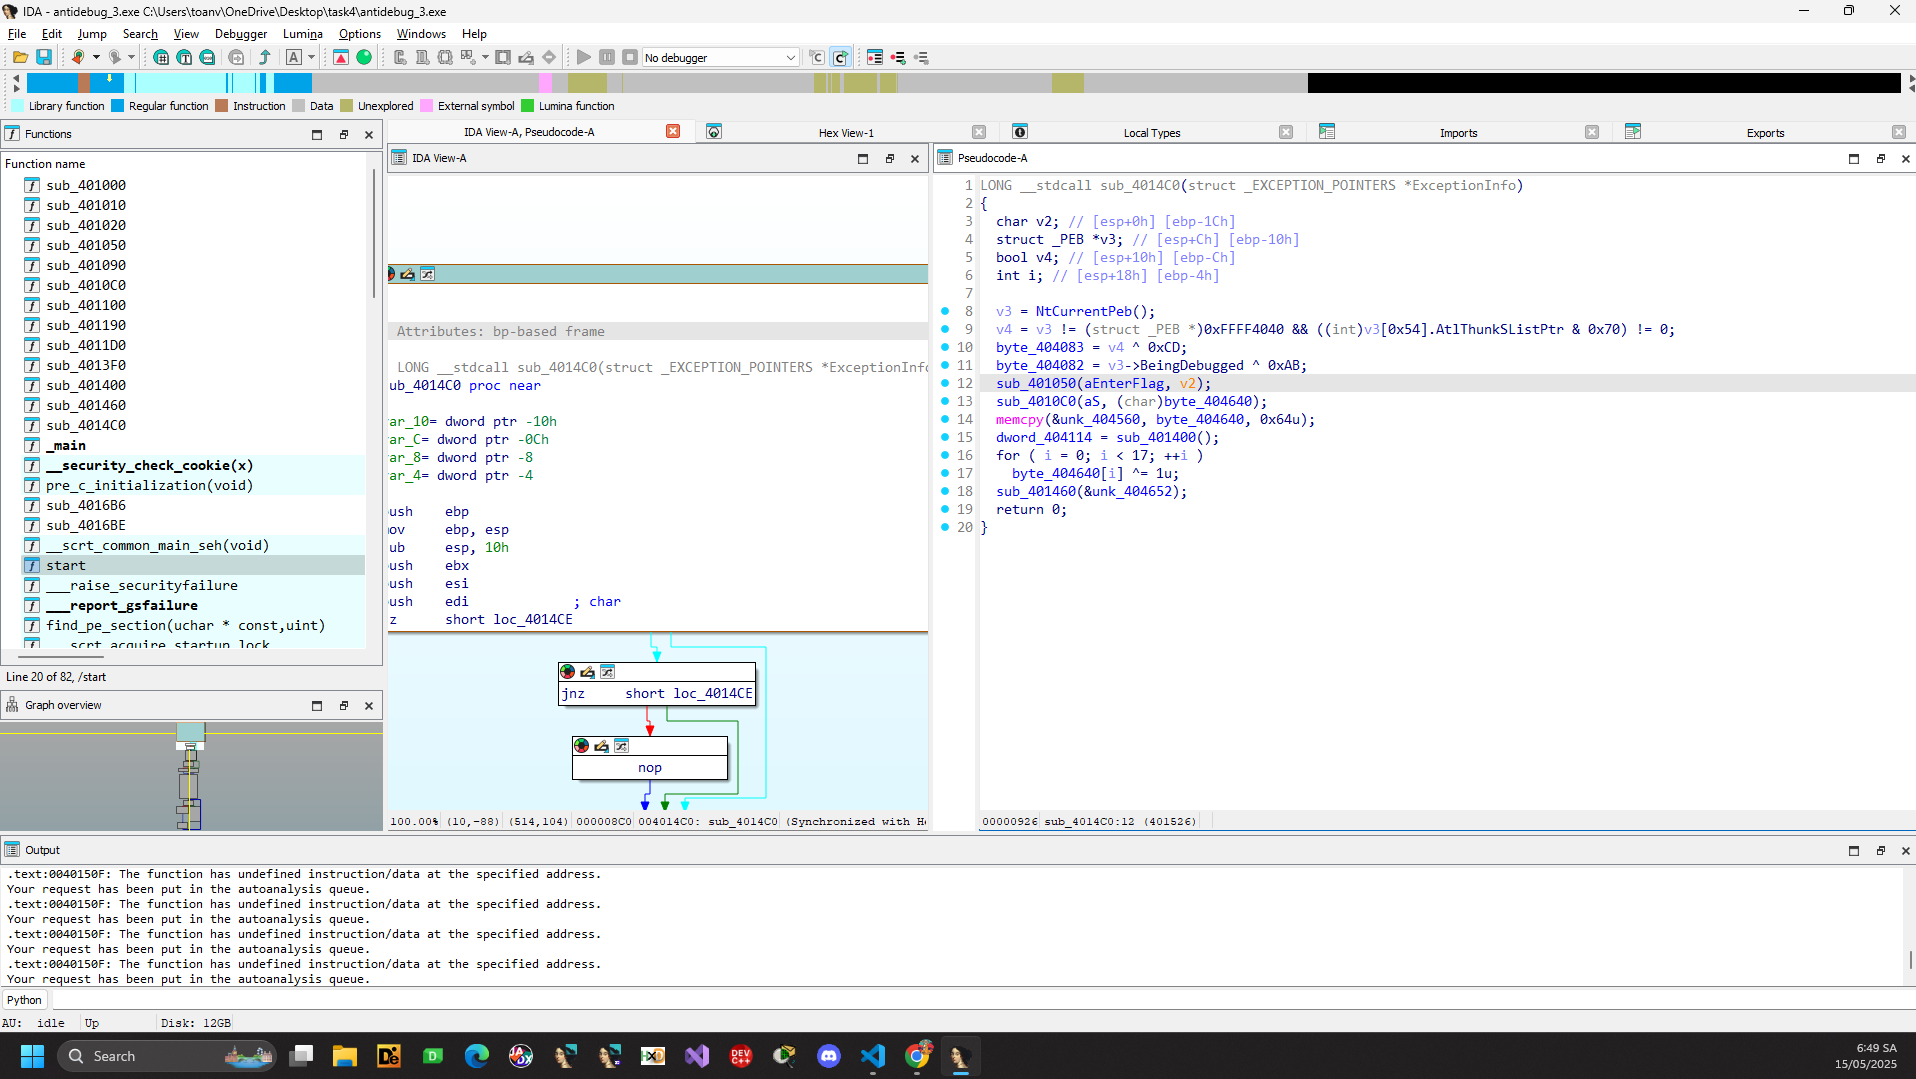 IDA - antidebug_3.exe C:\Users\toanv\OneDrive\Desktop\task4\antidebug_3.exe
File Edit Jump Search View Debugger Lumina Options Windows Help
No debugger
Library function Regular function Instruction Data Unexplored External symbol Lumina function
Functions
Function name
sub_401000
sub_401010
sub_401020
sub_401050
sub_401090
sub_4010C0
sub_401100
sub_401190
sub_4011D0
sub_4013F0
sub_401400
sub_401460
sub_4014C0
_main
__security_check_cookie(x)
pre_c_initialization(void)
sub_4016B6
sub_4016BE
__scrt_common_main_seh(void)
start
___raise_securityfailure
___report_gsfailure
find_pe_section(uchar * const,uint)
scrt acquire startup lock
Line 20 of 82, /start
Graph overview
IDA View-A, Pseudocode-A
Hex View-1
Local Types
Imports
Exports
IDA View-A
Attributes: bp-based frame
LONG __stdcall sub_4014C0(struct _EXCEPTION_POINTERS *ExceptionInfo
ub_4014C0 proc near
ar_10= dword ptr -10h
ar_C= dword ptr -0Ch
ar_8= dword ptr -8
ar_4= dword ptr -4
ush ebp
ov ebp, esp
ub esp, 10h
ush ebx
ush esi
ush edi ; char
z short loc_4014CE
jnz short loc_4014CE
nop
100.00% (10,-88) (514,104) 000008C0 004014C0: sub_4014C0 (Synchronized with He
Pseudocode-A
1 LONG __stdcall sub_4014C0(struct _EXCEPTION_POINTERS *ExceptionInfo)
2 {
3 char v2; // [esp+0h] [ebp-1Ch]
4 struct _PEB *v3; // [esp+Ch] [ebp-10h]
5 bool v4; // [esp+10h] [ebp-Ch]
6 int i; // [esp+18h] [ebp-4h]
7
8 v3 = NtCurrentPeb();
9 v4 = v3 != (struct _PEB *)0xFFFF4040 && ((int)v3[0x54].AtlThunkSListPtr & 0x70) != 0;
10 byte_404083 = v4 ^ 0xCD;
11 byte_404082 = v3->BeingDebugged ^ 0xAB;
12 sub_401050(aEnterFlag, v2);
13 sub_4010C0(aS, (char)byte_404640);
14 memcpy(&unk_404560, byte_404640, 0x64u);
15 dword_404114 = sub_401400();
16 for ( i = 0; i < 17; ++i )
17 byte_404640[i] ^= 1u;
18 sub_401460(&unk_404652);
19 return 0;
20 }
00000926 sub_4014C0:12 (401526)
Output
.text:0040150F: The function has undefined instruction/data at the specified address.
Your request has been put in the autoanalysis queue.
.text:0040150F: The function has undefined instruction/data at the specified address.
Your request has been put in the autoanalysis queue.
.text:0040150F: The function has undefined instruction/data at the specified address.
Your request has been put in the autoanalysis queue.
.text:0040150F: The function has undefined instruction/data at the specified address.
Your request has been put in the autoanalysis queue.
Python
AU: idle Up Disk: 12GB
Search
6:49 SA
15/05/2025